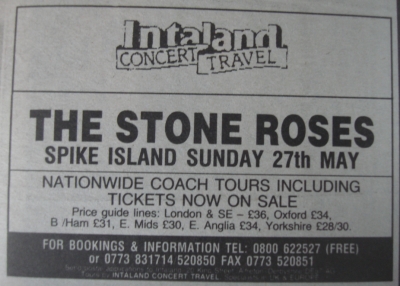 Intaland
CONCERT TRAVEL
THE STONE ROSES
SPIKE ISLAND SUNDAY 27th MAY
NATIONWIDE COACH TOURS INCLUDING
TICKETS NOW ON SALE
Price guide lines: London & SE – £36, Oxford £34,
B /Ham £31, E. Mids £30, E. Anglia £34, Yorkshire £28/30.
FOR BOOKINGS & INFORMATION TEL: 0800 622527 (FREE)
or 0773 831714 520850 FAX 0773 520851
INTALAND CONCERT TRAVEL